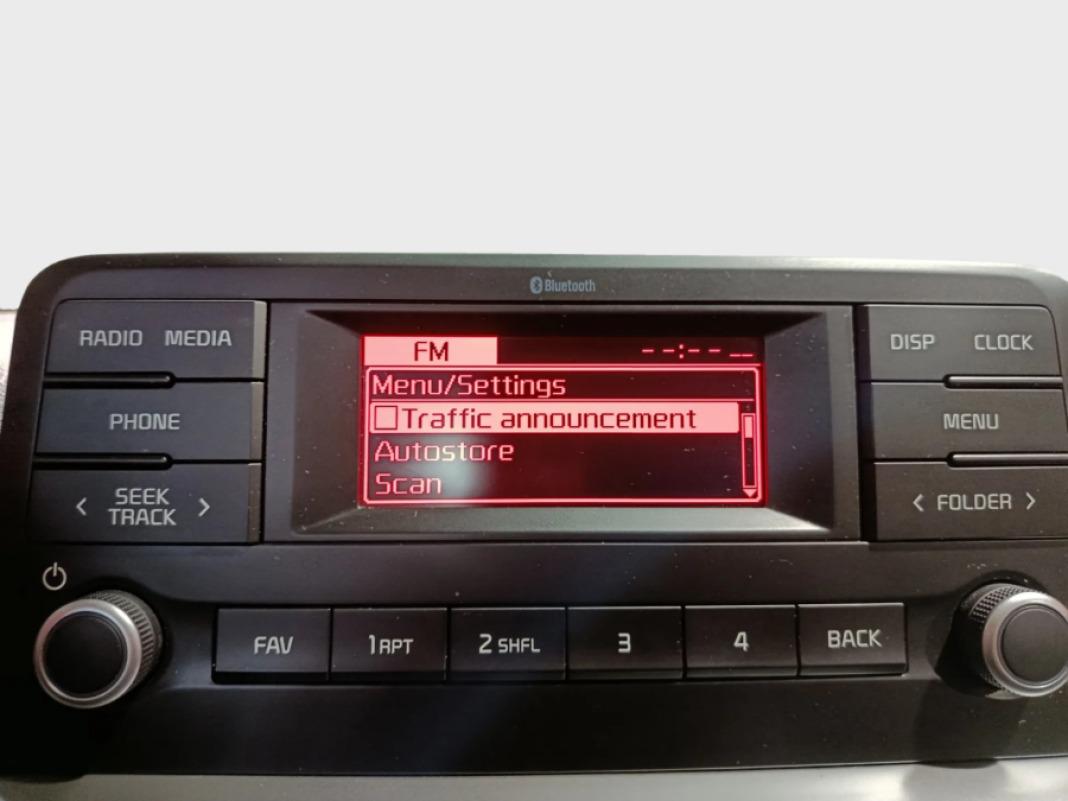 Bluetooth
RADIO MEDIA
DISP CLOCK
FM --:-- --
Menu/Settings
Traffic announcement
Autostore
Scan
PHONE
MENU
< SEEK >
TRACK
< FOLDER >
FAV
1 RPT
2 SHFL
3
4
BACK